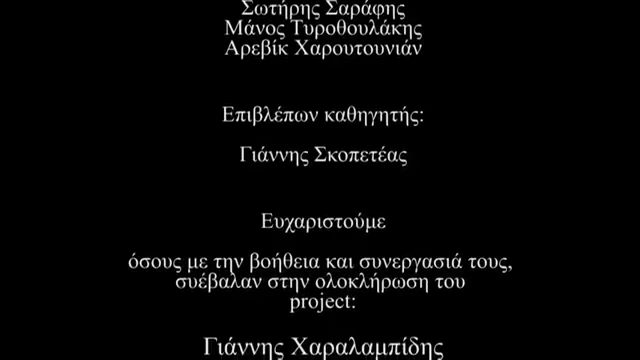 Σωτήρης Σαράφης
Μάνος Τυροθουλάκης
Αρεβίκ Χαρουτουνιάν
Επιβλέπων καθηγητής:
Γιάννης Σκοπετέας
Ευχαριστούμε
όσους με την βοήθεια και συνεργασιά τους,
συέβαλαν στην ολοκλήρωση του
project:
Γιάννης Χαραλαμπίδης